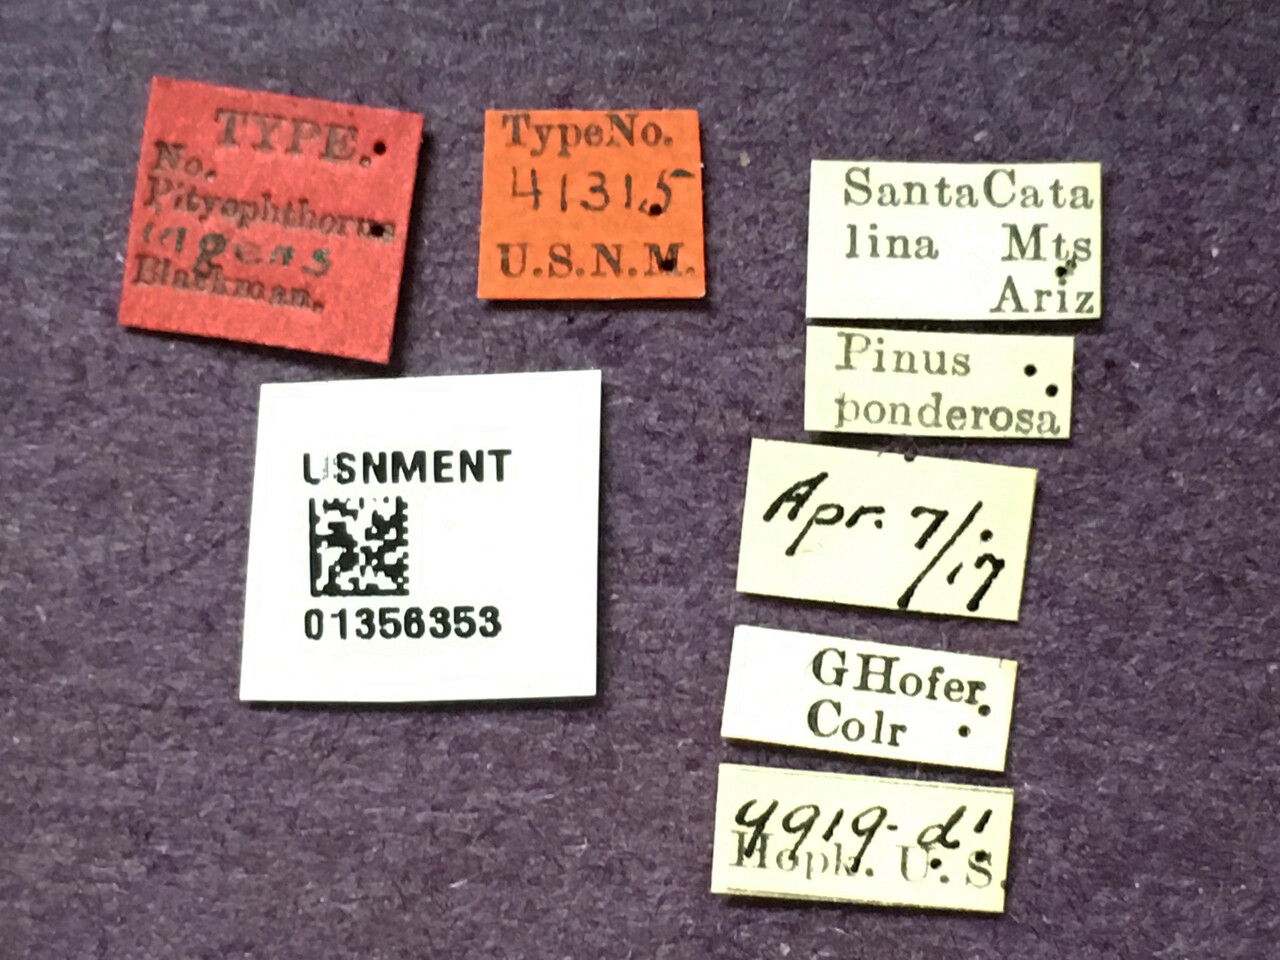 TYPE.
No.
Pityophthorus
ingens
Blackman.
TypeNo.
41315
U.S.N.M.
SantaCata
lina Mts
Ariz
Pinus
ponderosa
Apr. 7/17
GHofer
Colr
USNMENT
01356353
4919-d'
Hopk. U. S.